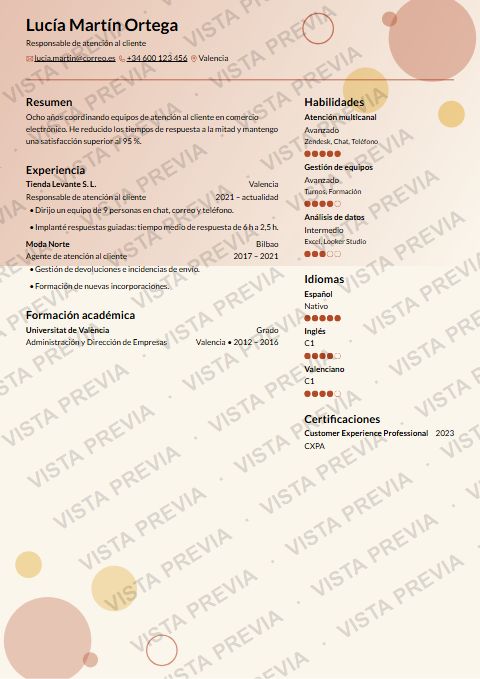 Lucía Martín Ortega
Responsable de atención al cliente
lucia.martin@correo.es +34 600 123 456 Valencia
Resumen
Ocho años coordinando equipos de atención al cliente en comercio
electrónico. He reducido los tiempos de respuesta a la mitad y mantengo
una satisfacción superior al 95 %.
Experiencia
Tienda Levante S. L. Valencia
Responsable de atención al cliente 2021 – actualidad
• Dirijo un equipo de 9 personas en chat, correo y teléfono.
• Implanté respuestas guiadas: tiempo medio de respuesta de 6 h a 2,5 h.
Moda Norte Bilbao
Agente de atención al cliente 2017 – 2021
• Gestión de devoluciones e incidencias de envío.
• Formación de nuevas incorporaciones.
Formación académica
Universitat de València Grado
Administración y Dirección de Empresas Valencia • 2012 – 2016
Habilidades
Atención multicanal
Avanzado
Zendesk, Chat, Teléfono
Gestión de equipos
Avanzado
Turnos, Formación
Análisis de datos
Intermedio
Excel, Looker Studio
Idiomas
Español
Nativo
Inglés
C1
Valenciano
C1
Certificaciones
Customer Experience Professional 2023
CXPA
VISTA PREVIA